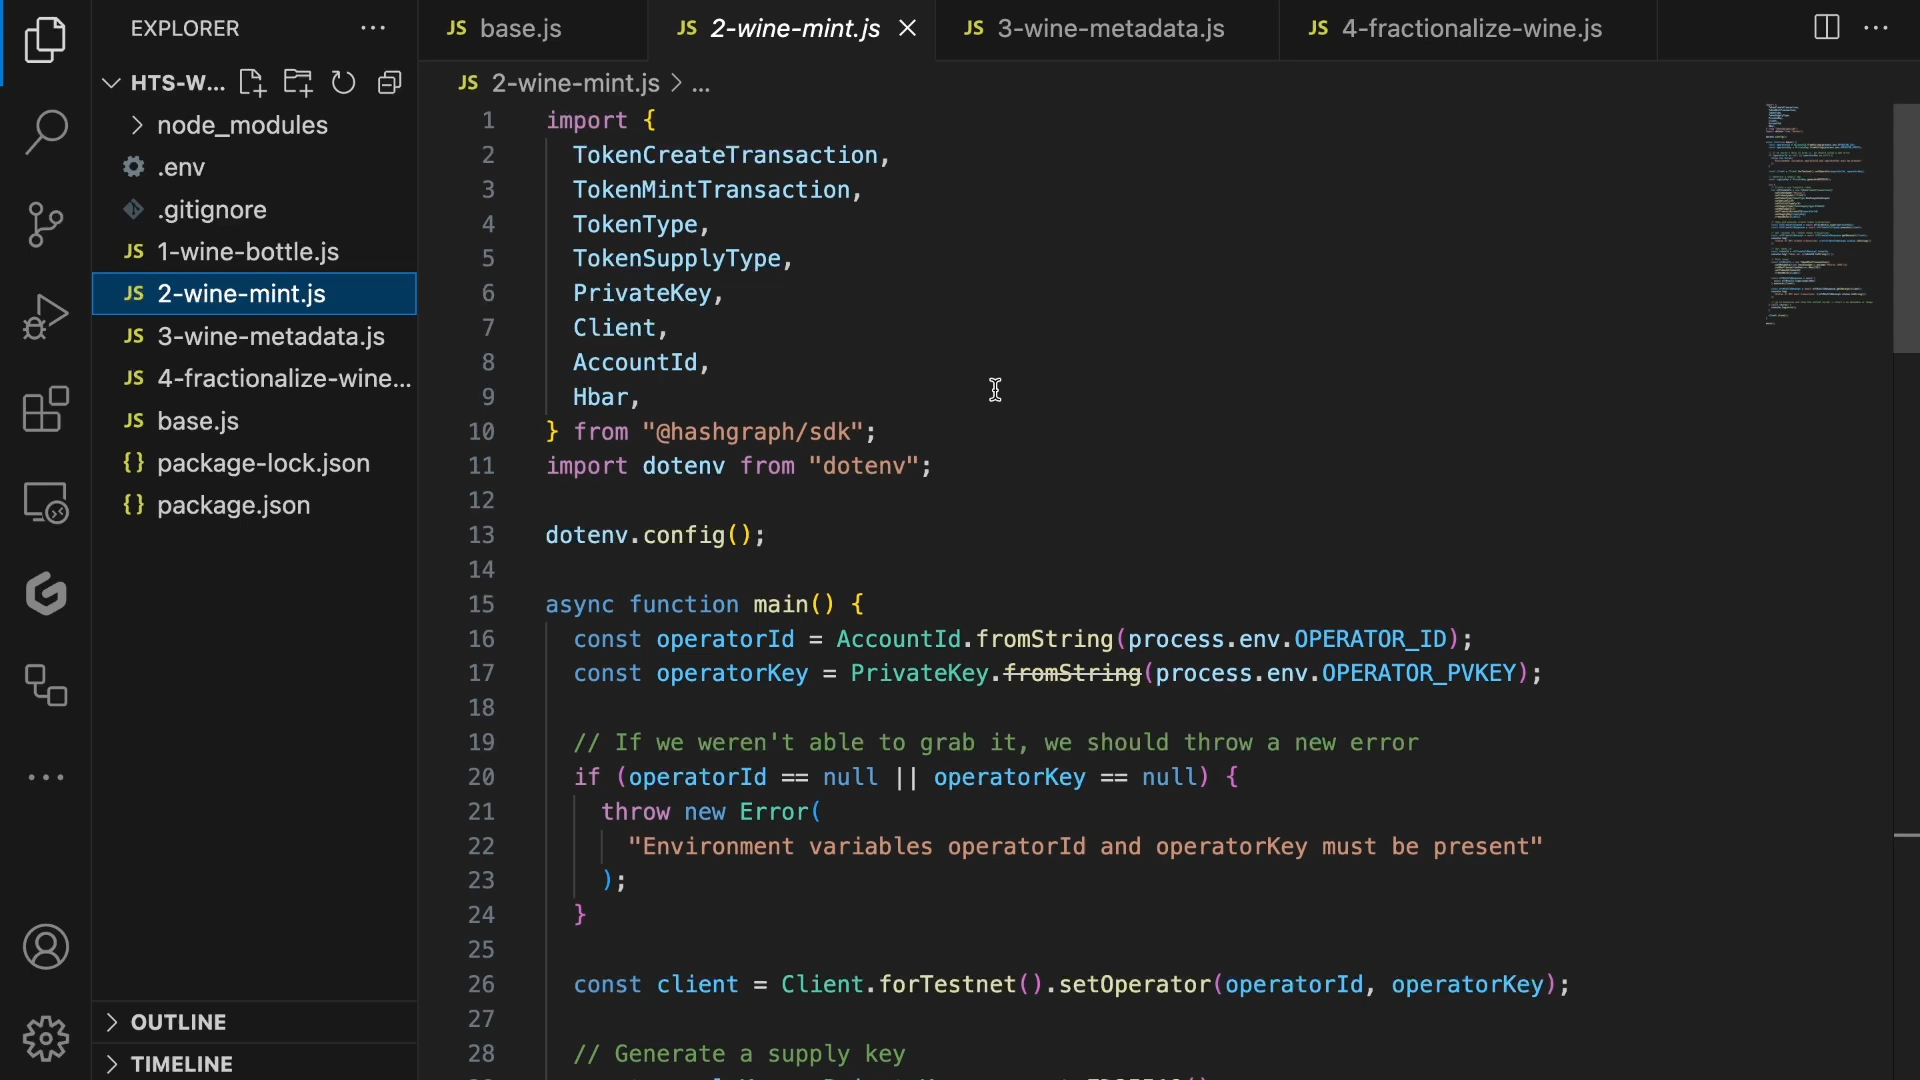 EXPLORER
HTS-W...
node_modules
.env
.gitignore
JS 1-wine-bottle.js
JS 2-wine-mint.js
JS 3-wine-metadata.js
JS 4-fractionalize-wine...
JS base.js
{} package-lock.json
{} package.json
OUTLINE
TIMELINE
JS base.js
JS 2-wine-mint.js
JS 3-wine-metadata.js
JS 4-fractionalize-wine.js
JS 2-wine-mint.js > ...
1 import {
2 TokenCreateTransaction,
3 TokenMintTransaction,
4 TokenType,
5 TokenSupplyType,
6 PrivateKey,
7 Client,
8 AccountId,
9 Hbar,
10 } from "@hashgraph/sdk";
11 import dotenv from "dotenv";
12
13 dotenv.config();
14
15 async function main() {
16 const operatorId = AccountId.fromString(process.env.OPERATOR_ID);
17 const operatorKey = PrivateKey.fromString(process.env.OPERATOR_PVKEY);
18
19 // If we weren't able to grab it, we should throw a new error
20 if (operatorId == null || operatorKey == null) {
21 throw new Error(
22 "Environment variables operatorId and operatorKey must be present"
23 );
24 }
25
26 const client = Client.forTestnet().setOperator(operatorId, operatorKey);
27
28 // Generate a supply key